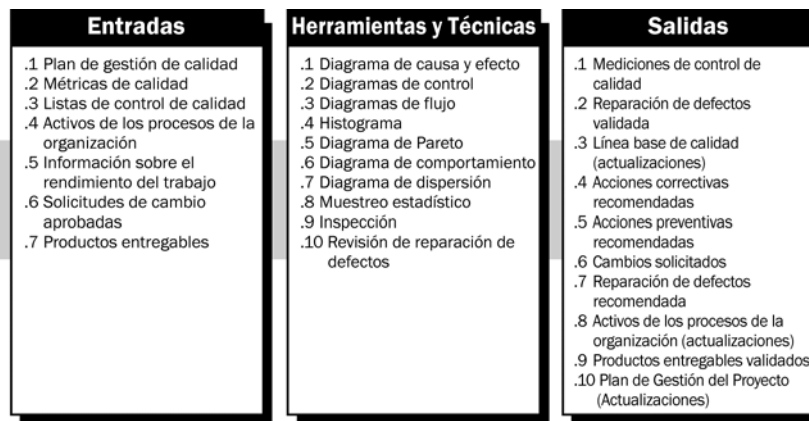 Entradas
.1 Plan de gestión de calidad
.2 Métricas de calidad
.3 Listas de control de calidad
.4 Activos de los procesos de la
organización
.5 Información sobre el
rendimiento del trabajo
.6 Solicitudes de cambio
aprobadas
.7 Productos entregables
Herramientas y Técnicas
.1 Diagrama de causa y efecto
.2 Diagramas de control
.3 Diagramas de flujo
.4 Histograma
.5 Diagrama de Pareto
.6 Diagrama de comportamiento
.7 Diagrama de dispersión
.8 Muestreo estadístico
.9 Inspección
.10 Revisión de reparación de
defectos
Salidas
.1 Mediciones de control de
calidad
.2 Reparación de defectos
validada
.3 Línea base de calidad
(actualizaciones)
.4 Acciones correctivas
recomendadas
.5 Acciones preventivas
recomendadas
.6 Cambios solicitados
.7 Reparación de defectos
recomendada
.8 Activos de los procesos de la
organización (actualizaciones)
.9 Productos entregables validados
.10 Plan de Gestión del Proyecto
(Actualizaciones)